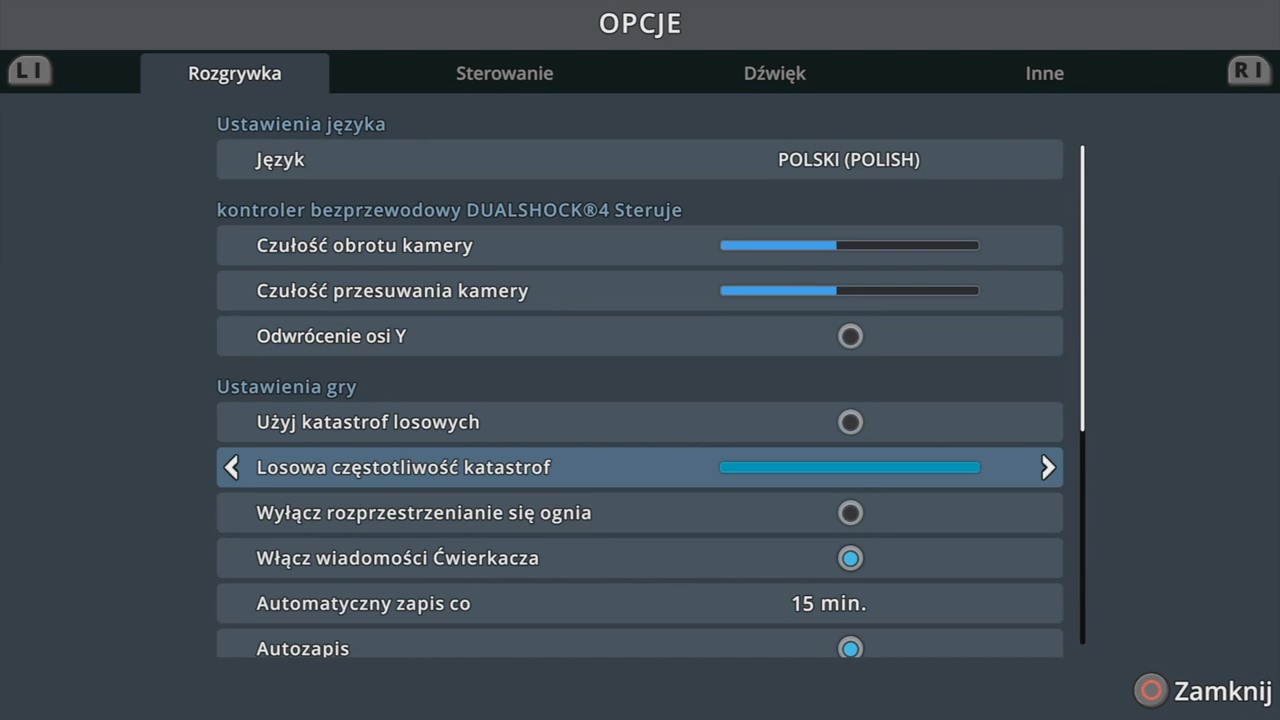 OPCJE
L1 Rozgrywka Sterowanie Dźwięk Inne R1
Ustawienia języka
Język POLSKI (POLISH)
kontroler bezprzewodowy DUALSHOCK®4 Steruje
Czułość obrotu kamery
Czułość przesuwania kamery
Odwrócenie osi Y
Ustawienia gry
Użyj katastrof losowych
Losowa częstotliwość katastrof
Wyłącz rozprzestrzenianie się ognia
Włącz wiadomości Ćwierkacza
Automatyczny zapis co 15 min.
Autozapis
Zamknij